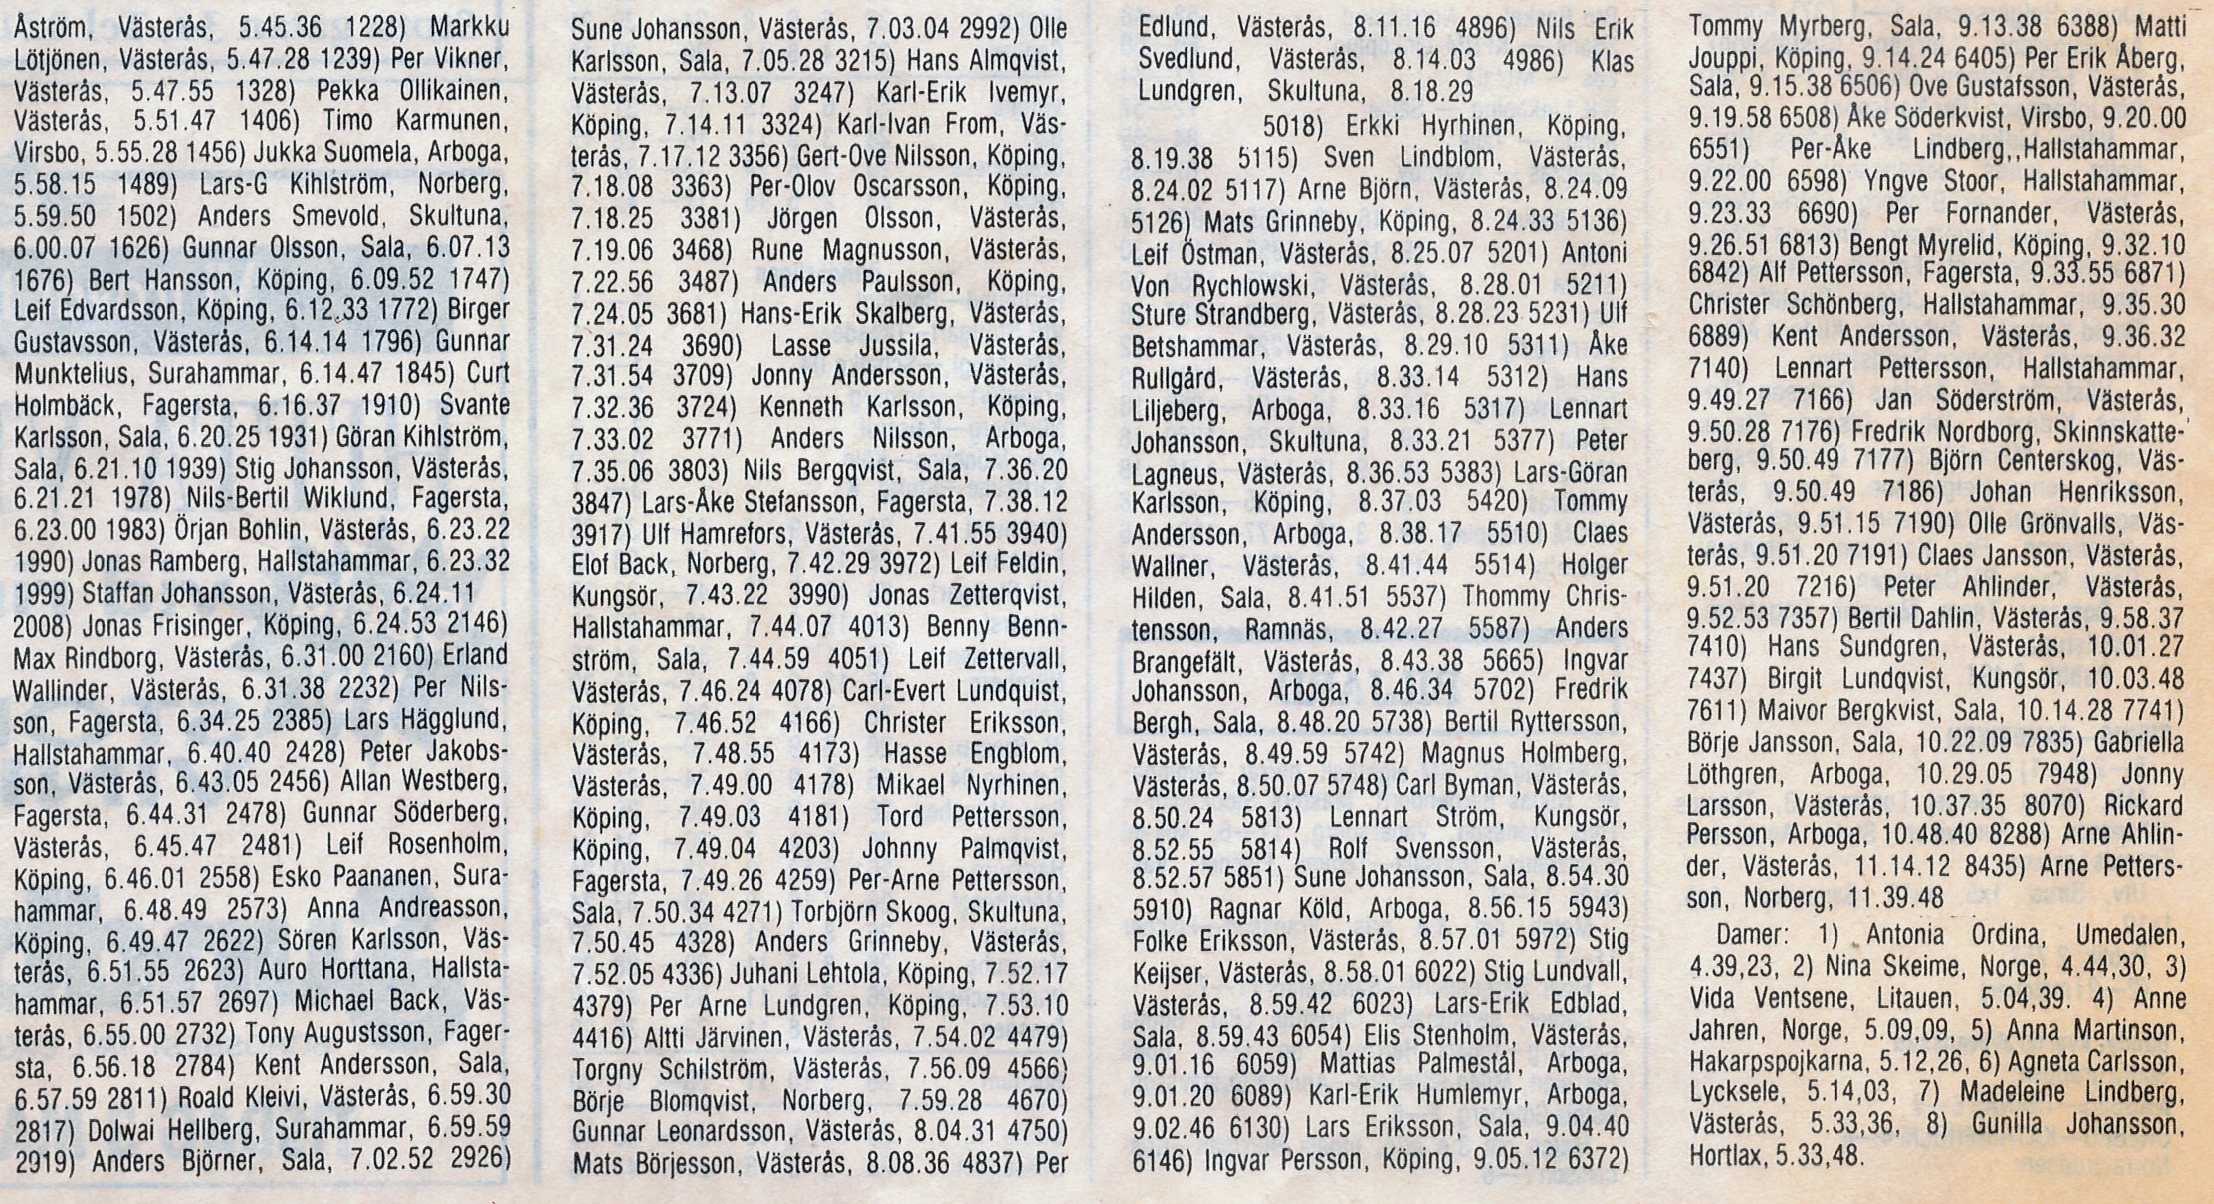 Åström, Västerås, 5.45.36 1228) Markku
Lötjönen, Västerås, 5.47.28 1239) Per Vikner,
Västerås, 5.47.55 1328) Pekka Ollikainen,
Västerås, 5.51.47 1406) Timo Karmunen,
Virsbo, 5.55.28 1456) Jukka Suomela, Arboga,
5.58.15 1489) Lars-G Kihlström, Norberg,
5.59.50 1502) Anders Smevold, Skultuna,
6.00.07 1626) Gunnar Olsson, Sala, 6.07.13
1676) Bert Hansson, Köping, 6.09.52 1747)
Leif Edvardsson, Köping, 6.12.33 1772) Birger
Gustavsson, Västerås, 6.14.14 1796) Gunnar
Munktelius, Surahammar, 6.14.47 1845) Curt
Holmbäck, Fagersta, 6.16.37 1910) Svante
Karlsson, Sala, 6.20.25 1931) Göran Kihlström,
Sala, 6.21.10 1939) Stig Johansson, Västerås,
6.21.21 1978) Nils-Bertil Wiklund, Fagersta,
6.23.00 1983) Örjan Bohlin, Västerås, 6.23.22
1990) Jonas Ramberg, Hallstahammar, 6.23.32
1999) Staffan Johansson, Västerås, 6.24.11
2008) Jonas Frisinger, Köping, 6.24.53 2146)
Max Rindborg, Västerås, 6.31.00 2160) Erland
Wallinder, Västerås, 6.31.38 2232) Per Nils-
son, Fagersta, 6.34.25 2385) Lars Hägglund,
Hallstahammar, 6.40.40 2428) Peter Jakobs-
son, Västerås, 6.43.05 2456) Allan Westberg,
Fagersta, 6.44.31 2478) Gunnar Söderberg,
Västerås, 6.45.47 2481) Leif Rosenholm,
Köping, 6.46.01 2558) Esko Paananen, Sura-
hammar, 6.48.49 2573) Anna Andreasson,
Köping, 6.49.47 2622) Sören Karlsson, Väs-
terås, 6.51.55 2623) Auro Horttana, Hallsta-
hammar, 6.51.57 2697) Michael Back, Väs-
terås, 6.55.00 2732) Tony Augustsson, Fager-
sta, 6.56.18 2784) Kent Andersson, Sala,
6.57.59 2811) Roald Kleivi, Västerås, 6.59.30
2817) Dolwai Hellberg, Surahammar, 6.59.59
2919) Anders Björner, Sala, 7.02.52 2926)
Sune Johansson, Västerås, 7.03.04 2992) Olle
Karlsson, Sala, 7.05.28 3215) Hans Almqvist,
Västerås, 7.13.07 3247) Karl-Erik Ivemyr,
Köping, 7.14.11 3324) Karl-Ivan From, Väs-
terås, 7.17.12 3356) Gert-Ove Nilsson, Köping,
7.18.08 3363) Per-Olov Oscarsson, Köping,
7.18.25 3381) Jörgen Olsson, Västerås,
7.19.06 3468) Rune Magnusson, Västerås,
7.22.56 3487) Anders Paulsson, Köping,
7.24.05 3681) Hans-Erik Skalberg, Västerås,
7.31.24 3690) Lasse Jussila, Västerås,
7.31.54 3709) Jonny Andersson, Västerås,
7.32.36 3724) Kenneth Karlsson, Köping,
7.33.02 3771) Anders Nilsson, Arboga,
7.35.06 3803) Nils Bergqvist, Sala, 7.36.20
3847) Lars-Åke Stefansson, Fagersta, 7.38.12
3917) Ulf Hamrefors, Västerås, 7.41.55 3940)
Elof Back, Norberg, 7.42.29 3972) Leif Feldin,
Kungsör, 7.43.22 3990) Jonas Zetterqvist,
Hallstahammar, 7.44.07 4013) Benny Benn-
ström, Sala, 7.44.59 4051) Leif Zettervall,
Västerås, 7.46.24 4078) Carl-Evert Lundquist,
Köping, 7.46.52 4166) Christer Eriksson,
Västerås, 7.48.55 4173) Hasse Engblom,
Västerås, 7.49.00 4178) Mikael Nyrhinen,
Köping, 7.49.03 4181) Tord Pettersson,
Köping, 7.49.04 4203) Johnny Palmqvist,
Fagersta, 7.49.26 4259) Per-Arne Pettersson,
Sala, 7.50.34 4271) Torbjörn Skoog, Skultuna,
7.50.45 4328) Anders Grinneby, Västerås,
7.52.05 4336) Juhani Lehtola, Köping, 7.52.17
4379) Per Arne Lundgren, Köping, 7.53.10
4416) Altti Järvinen, Västerås, 7.54.02 4479)
Torgny Schilström, Västerås, 7.56.09 4566)
Börje Blomqvist, Norberg, 7.59.28 4670)
Gunnar Leonardsson, Västerås, 8.04.31 4750)
Mats Börjesson, Västerås, 8.08.36 4837) Per
Edlund, Västerås, 8.11.16 4896) Nils Erik
Svedlund, Västerås, 8.14.03 4986) Klas
Lundgren, Skultuna, 8.18.29
5018) Erkki Hyrhinen, Köping,
8.19.38 5115) Sven Lindblom, Västerås,
8.24.02 5117) Arne Björn, Västerås, 8.24.09
5126) Mats Grinneby, Köping, 8.24.33 5136)
Leif Östman, Västerås, 8.25.07 5201) Antoni
Von Rychlowski, Västerås, 8.28.01 5211)
Sture Strandberg, Västerås, 8.28.23 5231) Ulf
Betshammar, Västerås, 8.29.10 5311) Åke
Rullgård, Västerås, 8.33.14 5312) Hans
Liljeberg, Arboga, 8.33.16 5317) Lennart
Johansson, Skultuna, 8.33.21 5377) Peter
Lagneus, Västerås, 8.36.53 5383) Lars-Göran
Karlsson, Köping, 8.37.03 5420) Tommy
Andersson, Arboga, 8.38.17 5510) Claes
Wallner, Västerås, 8.41.44 5514) Holger
Hilden, Sala, 8.41.51 5537) Thommy Chris-
tensson, Ramnäs, 8.42.27 5587) Anders
Brangefält, Västerås, 8.43.38 5665) Ingvar
Johansson, Arboga, 8.46.34 5702) Fredrik
Bergh, Sala, 8.48.20 5738) Bertil Ryttersson,
Västerås, 8.49.59 5742) Magnus Holmberg,
Västerås, 8.50.07 5748) Carl Byman, Västerås,
8.50.24 5813) Lennart Ström, Kungsör,
8.52.55 5814) Rolf Svensson, Västerås,
8.52.57 5851) Sune Johansson, Sala, 8.54.30
5910) Ragnar Köld, Arboga, 8.56.15 5943)
Folke Eriksson, Västerås, 8.57.01 5972) Stig
Keijser, Västerås, 8.58.01 6022) Stig Lundvall,
Västerås, 8.59.42 6023) Lars-Erik Edblad,
Sala, 8.59.43 6054) Elis Stenholm, Västerås,
9.01.16 6059) Mattias Palmestål, Arboga,
9.01.20 6089) Karl-Erik Humlemyr, Arboga,
9.02.46 6130) Lars Eriksson, Sala, 9.04.40
6146) Ingvar Persson, Köping, 9.05.12 6372)
Tommy Myrberg, Sala, 9.13.38 6388) Matti
Jouppi, Köping, 9.14.24 6405) Per Erik Åberg,
Sala, 9.15.38 6506) Ove Gustafsson, Västerås,
9.19.58 6508) Åke Söderkvist, Virsbo, 9.20.00
6551) Per-Åke Lindberg,,Hallstahammar,
9.22.00 6598) Yngve Stoor, Hallstahammar,
9.23.33 6690) Per Fornander, Västerås,
9.26.51 6813) Bengt Myrelid, Köping, 9.32.10
6842) Alf Pettersson, Fagersta, 9.33.55 6871)
Christer Schönberg, Hallstahammar, 9.35.30
6889) Kent Andersson, Västerås, 9.36.32
7140) Lennart Pettersson, Hallstahammar,
9.49.27 7166) Jan Söderström, Västerås,
9.50.28 7176) Fredrik Nordborg, Skinnskatte-
berg, 9.50.49 7177) Björn Centerskog, Väs-
terås, 9.50.49 7186) Johan Henriksson,
Västerås, 9.51.15 7190) Olle Grönvalls, Väs-
terås, 9.51.20 7191) Claes Jansson, Västerås,
9.51.20 7216) Peter Ahlinder, Västerås,
9.52.53 7357) Bertil Dahlin, Västerås, 9.58.37
7410) Hans Sundgren, Västerås, 10.01.27
7437) Birgit Lundqvist, Kungsör, 10.03.48
7611) Maivor Bergkvist, Sala, 10.14.28 7741)
Börje Jansson, Sala, 10.22.09 7835) Gabriella
Löthgren, Arboga, 10.29.05 7948) Jonny
Larsson, Västerås, 10.37.35 8070) Rickard
Persson, Arboga, 10.48.40 8288) Arne Ahlin-
der, Västerås, 11.14.12 8435) Arne Petters-
son, Norberg, 11.39.48
Damer: 1) Antonia Ordina, Umedalen,
4.39,23, 2) Nina Skeime, Norge, 4.44,30, 3)
Vida Ventsene, Litauen, 5.04,39. 4) Anne
Jahren, Norge, 5.09,09, 5) Anna Martinson,
Hakarpspojkarna, 5.12,26, 6) Agneta Carlsson,
Lycksele, 5.14,03, 7) Madeleine Lindberg,
Västerås, 5.33,36, 8) Gunilla Johansson,
Hortlax, 5.33,48.